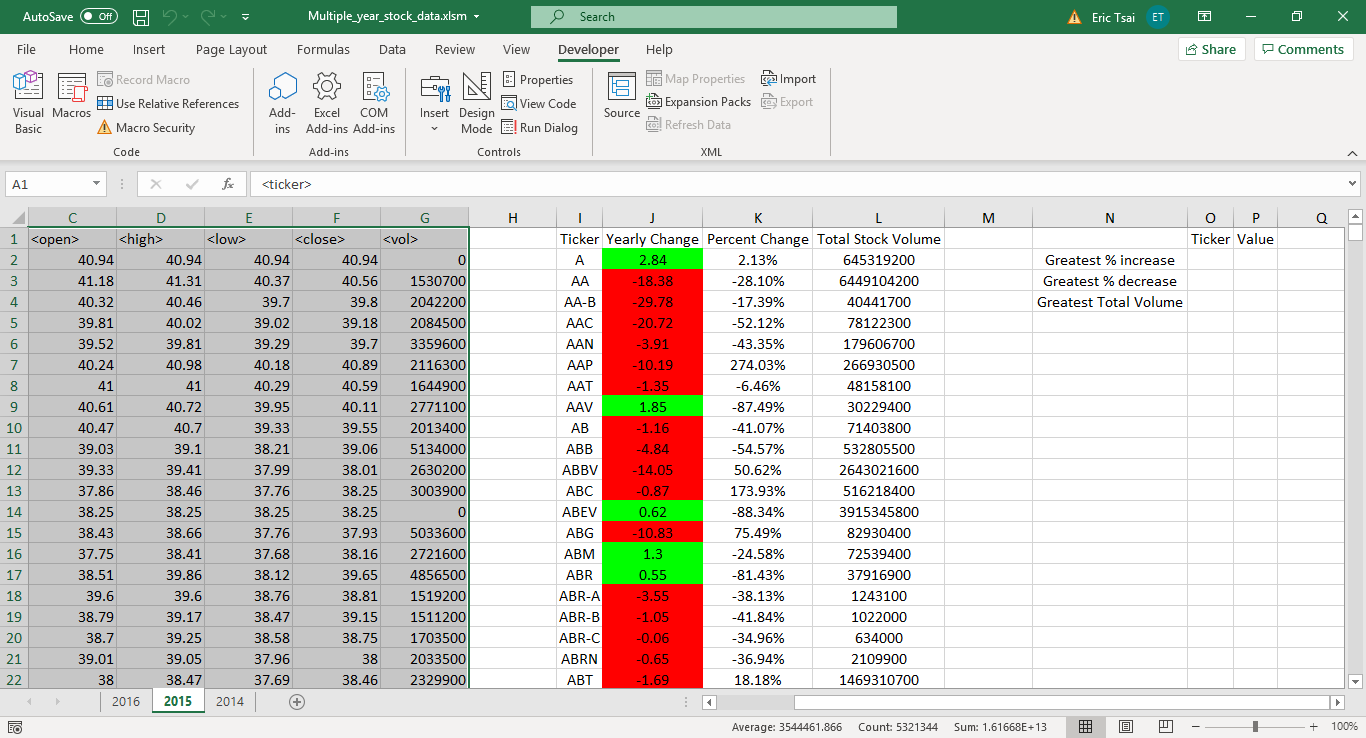 AutoSave Off Multiple_year_stock_data.xlsm Search Eric Tsai ET
File Home Insert Page Layout Formulas Data Review View Developer Help Share Comments
Visual Basic Macros Record Macro Use Relative References Macro Security
Add-ins Excel Add-ins COM Add-ins
Insert Design Mode Properties View Code Run Dialog
Source Map Properties Expansion Packs Refresh Data Import Export
Code Add-ins Controls XML
A1 fx <ticker>
C D E F G H I J K L M N O P Q
1 <open> <high> <low> <close> <vol> Ticker Yearly Change Percent Change Total Stock Volume Ticker Value
2 40.94 40.94 40.94 40.94 0 A 2.84 2.13% 645319200 Greatest % increase
3 41.18 41.31 40.37 40.56 1530700 AA -18.38 -28.10% 6449104200 Greatest % decrease
4 40.32 40.46 39.7 39.8 2042200 AA-B -29.78 -17.39% 40441700 Greatest Total Volume
5 39.81 40.02 39.02 39.18 2084500 AAC -20.72 -52.12% 78122300
6 39.52 39.81 39.29 39.7 3359600 AAN -3.91 -43.35% 179606700
7 40.24 40.98 40.18 40.89 2116300 AAP -10.19 274.03% 266930500
8 41 41 40.29 40.59 1644900 AAT -1.35 -6.46% 48158100
9 40.61 40.72 39.95 40.11 2771100 AAV 1.85 -87.49% 30229400
10 40.47 40.7 39.33 39.55 2013400 AB -1.16 -41.07% 71403800
11 39.03 39.1 38.21 39.06 5134000 ABB -4.84 -54.57% 532805500
12 39.33 39.41 37.99 38.01 2630200 ABBV -14.05 50.62% 2643021600
13 37.86 38.46 37.76 38.25 3003900 ABC -0.87 173.93% 516218400
14 38.25 38.25 38.25 38.25 0 ABEV 0.62 -88.34% 3915345800
15 38.43 38.66 37.76 37.93 5033600 ABG -10.83 75.49% 82930400
16 37.75 38.41 37.68 38.16 2721600 ABM 1.3 -24.58% 72539400
17 38.51 39.86 38.12 39.65 4856500 ABR 0.55 -81.43% 37916900
18 39.6 39.6 38.76 38.81 1519200 ABR-A -3.55 -38.13% 1243100
19 38.79 39.17 38.47 39.15 1511200 ABR-B -1.05 -41.84% 1022000
20 38.7 39.25 38.58 38.75 1703500 ABR-C -0.06 -34.96% 634000
21 39.01 39.05 37.96 38 2033500 ABRN -0.65 -36.94% 2109900
22 38 38.47 37.69 38.46 2329900 ABT -1.69 18.18% 1469310700
2016 2015 2014
Average: 3544461.866 Count: 5321344 Sum: 1.61668E+13 100%